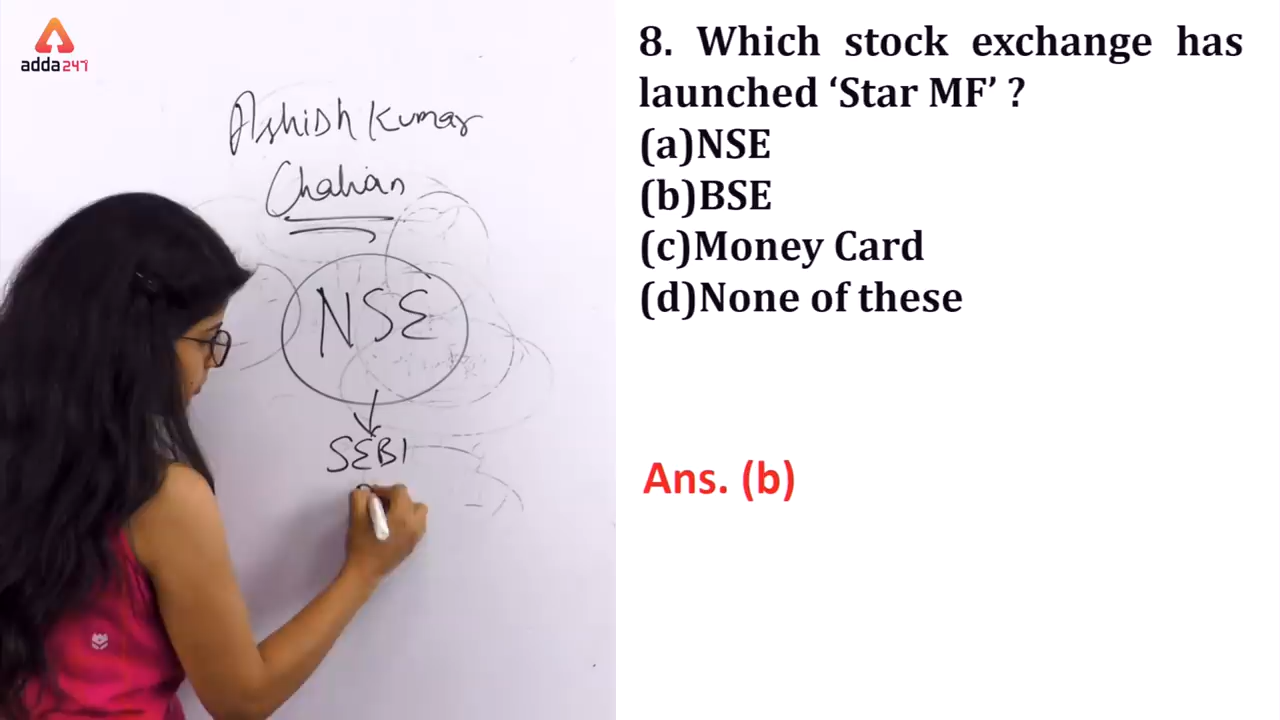 adda247
Ashish Kumar
Chahan
NSE
SEBI
8. Which stock exchange has
launched ‘Star MF’ ?
(a)NSE
(b)BSE
(c)Money Card
(d)None of these
Ans. (b)